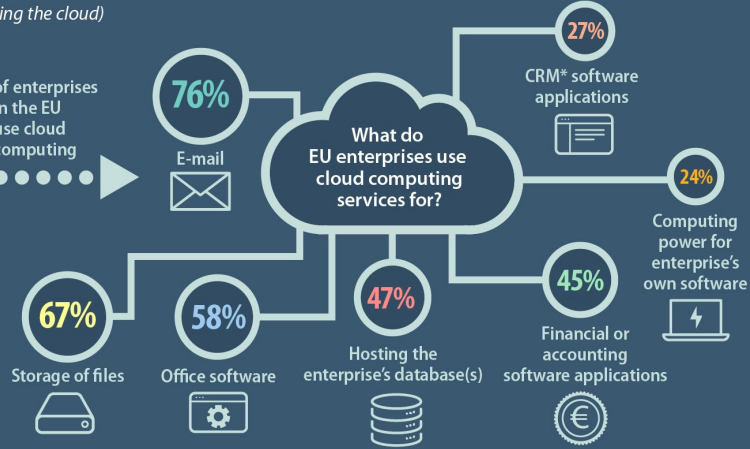 ing the cloud)
of enterprises
n the EU
use cloud
omputing
76%
E-mail
What do
EU enterprises use
cloud computing
services for?
27%
CRM* software
applications
24%
Computing
power for
enterprise's
own software
67%
Storage of files
58%
Office software
47%
Hosting the
enterprise's database(s)
45%
Financial or
accounting
software applications
€